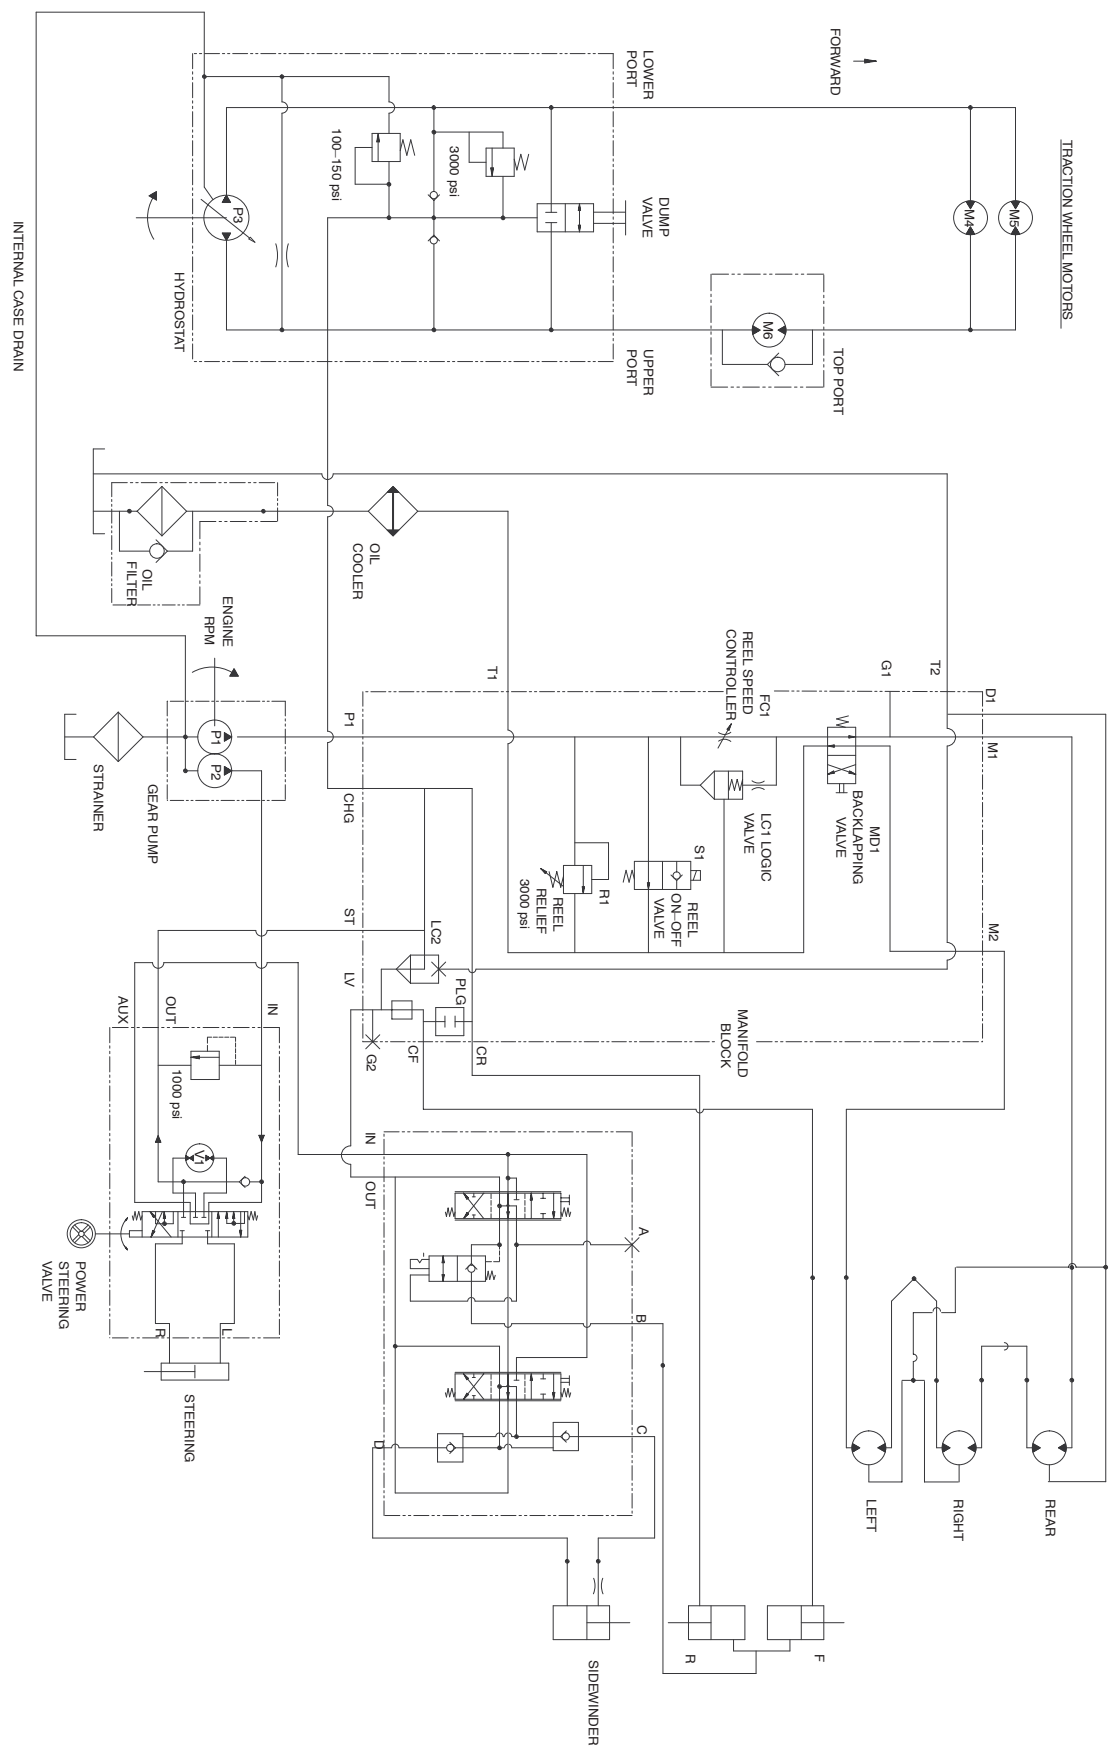 TRACTION WHEEL MOTORS
FORWARD
M5
M4
LOWER
PORT
DUMP
VALVE
3000 psi
100–150 psi
P3
HYDROSTAT
UPPER
PORT
M6
TOP PORT
INTERNAL CASE DRAIN
OIL
FILTER
OIL
COOLER
ENGINE
RPM
P1
P2
GEAR PUMP
STRAINER
T1
P1
CHG
ST
LV
REEL SPEED
CONTROLLER
FC1
LC1 LOGIC
VALVE
G1
T2
D1
M1
M2
MD1
BACKLAPPING
VALVE
S1
REEL
ON–OFF
VALVE
R1
REEL
RELIEF
3000 psi
LC2
PLG
G2
CF
CR
MANIFOLD
BLOCK
IN
OUT
AUX
1000 psi
V1
POWER
STEERING
VALVE
R
L
STEERING
IN
OUT
A
B
C
D
LEFT
RIGHT
REAR
SIDEWINDER
R
F